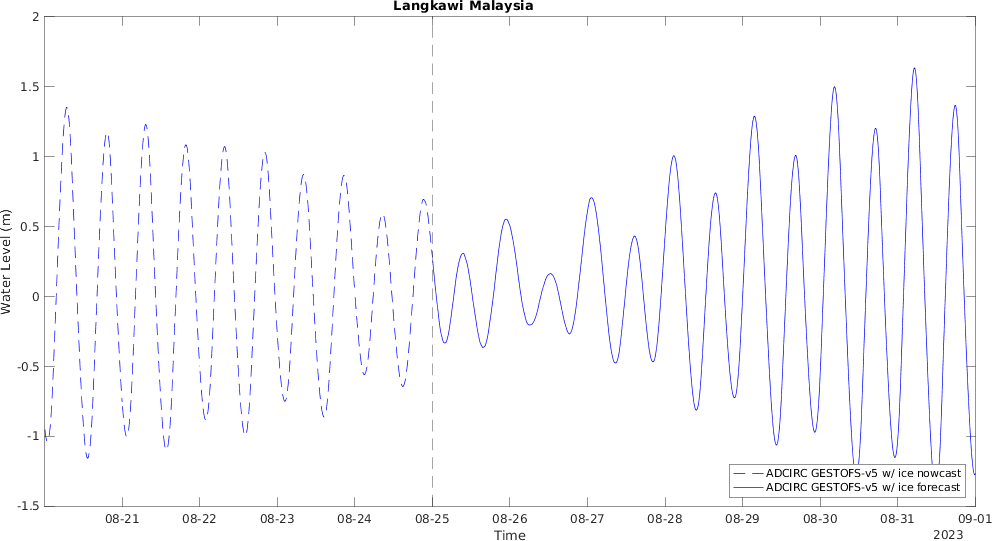 Langkawi Malaysia
2
1.5
1
0.5
0
-0.5
-1
-1.5
Water Level (m)
ADCIRC GESTOFS-v5 w/ ice nowcast
ADCIRC GESTOFS-v5 w/ ice forecast
08-21 08-22 08-23 08-24 08-25 08-26 08-27 08-28 08-29 08-30 08-31 09-01
Time
2023